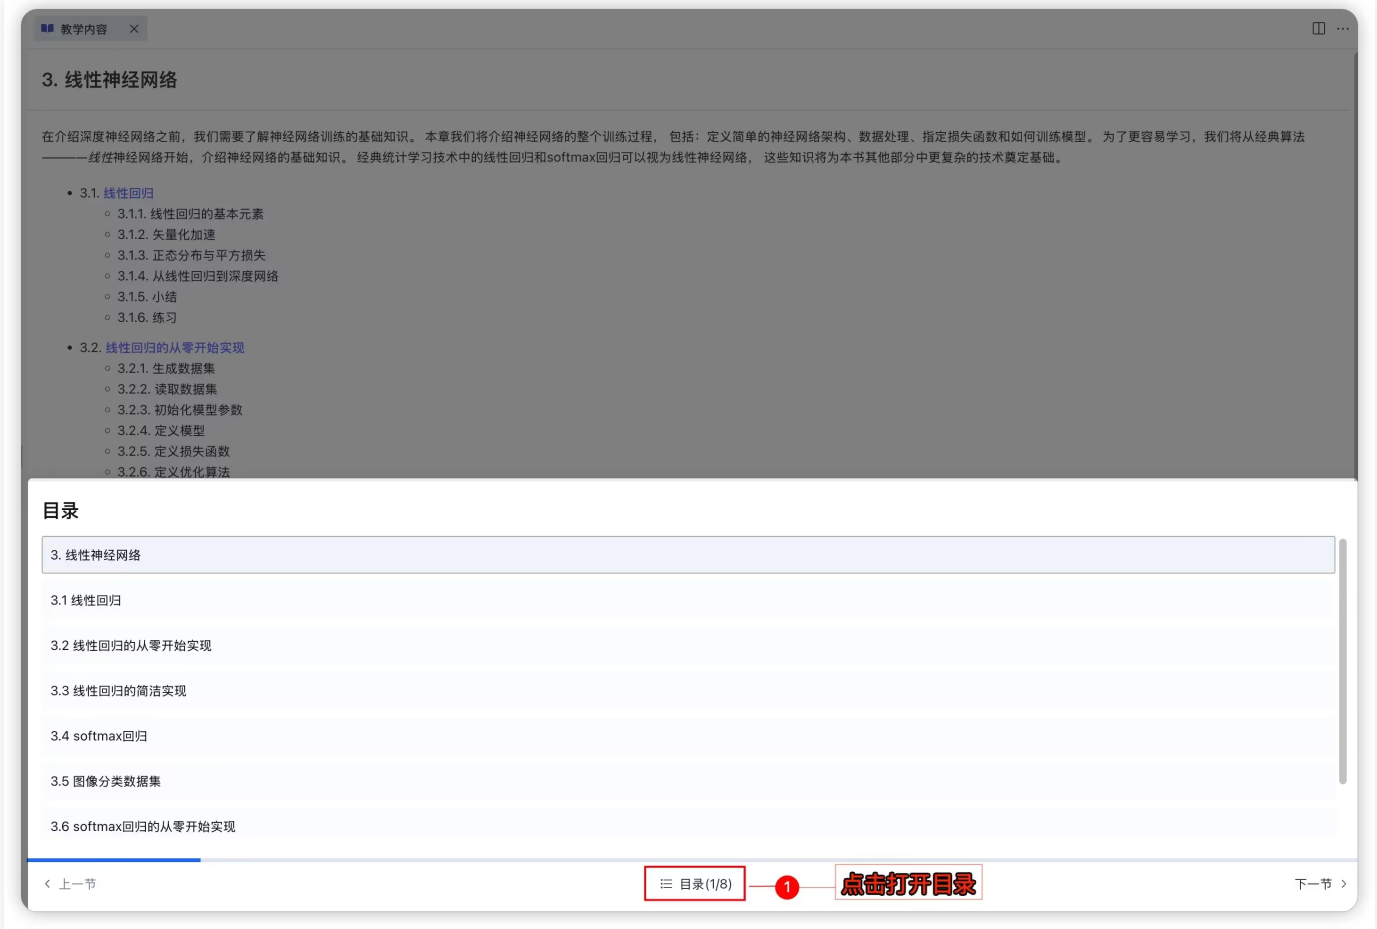 教学内容
3. 线性神经网络
在介绍深度神经网络之前，我们需要了解神经网络训练的基础知识。 本章我们将介绍神经网络的整个训练过程， 包括：定义简单的神经网络架构、数据处理、指定损失函数和如何训练模型。 为了更容易学习，我们将从经典算法
————线性神经网络开始，介绍神经网络的基础知识。 经典统计学习技术中的线性回归和softmax回归可以视为线性神经网络， 这些知识将为本书其他部分中更复杂的技术奠定基础。
• 3.1. 线性回归
◦ 3.1.1. 线性回归的基本元素
◦ 3.1.2. 矢量化加速
◦ 3.1.3. 正态分布与平方损失
◦ 3.1.4. 从线性回归到深度网络
◦ 3.1.5. 小结
◦ 3.1.6. 练习
• 3.2. 线性回归的从零开始实现
◦ 3.2.1. 生成数据集
◦ 3.2.2. 读取数据集
◦ 3.2.3. 初始化模型参数
◦ 3.2.4. 定义模型
◦ 3.2.5. 定义损失函数
◦ 3.2.6. 定义优化算法
目录
3. 线性神经网络
3.1 线性回归
3.2 线性回归的从零开始实现
3.3 线性回归的简洁实现
3.4 softmax回归
3.5 图像分类数据集
3.6 softmax回归的从零开始实现
上一节
目录(1/8)
1
点击打开目录
下一节